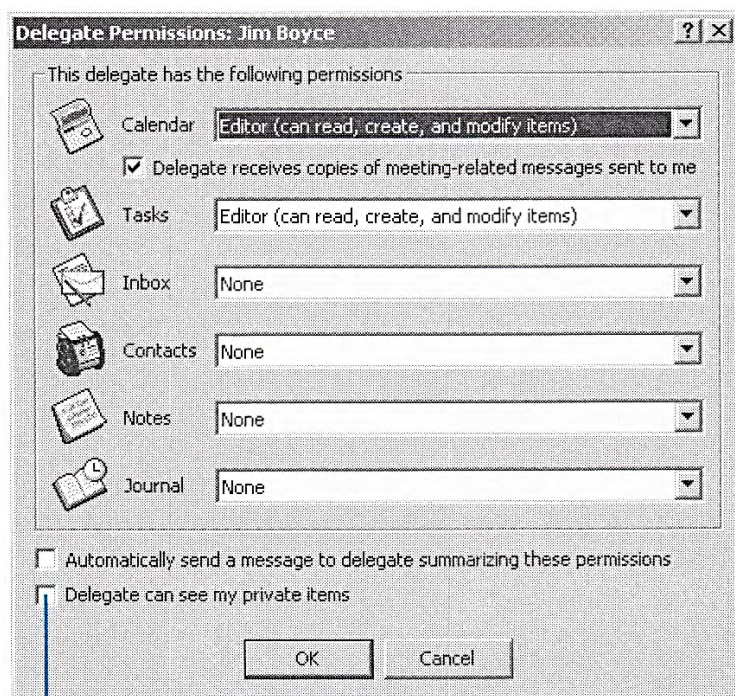 Delegate Permissions: Jim Boyce
This delegate has the following permissions
Calendar Editor (can read, create, and modify items)
Delegate receives copies of meeting-related messages sent to me
Tasks Editor (can read, create, and modify items)
Inbox None
Contacts None
Notes None
Journal None
Automatically send a message to delegate summarizing these permissions
Delegate can see my private items
OK Cancel